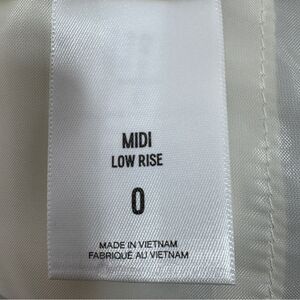 MIDI
LOW RISE
0
MADE IN VIETNAM
FABRIQUÉ AU VIETNAM